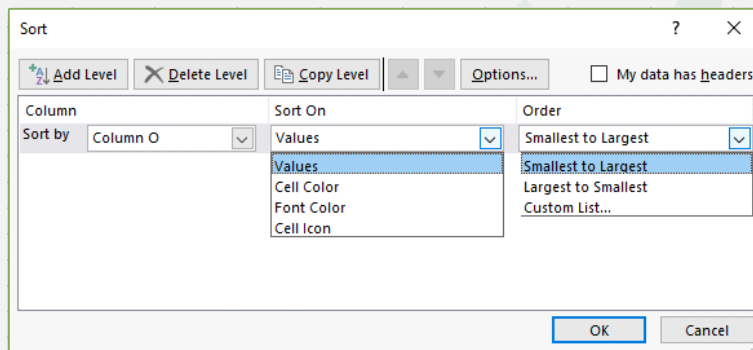 Sort ?
Add Level Delete Level Copy Level Options... My data has headers
Column Sort On Order
Sort by Column O Values Smallest to Largest
Values Smallest to Largest
Cell Color Largest to Smallest
Font Color Custom List...
Cell Icon
OK Cancel